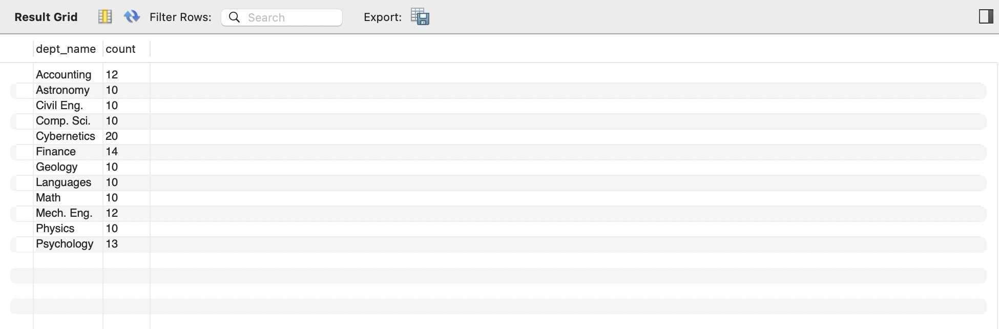 Result Grid Filter Rows: Search Export:
dept_name count
Accounting 12
Astronomy 10
Civil Eng. 10
Comp. Sci. 10
Cybernetics 20
Finance 14
Geology 10
Languages 10
Math 10
Mech. Eng. 12
Physics 10
Psychology 13